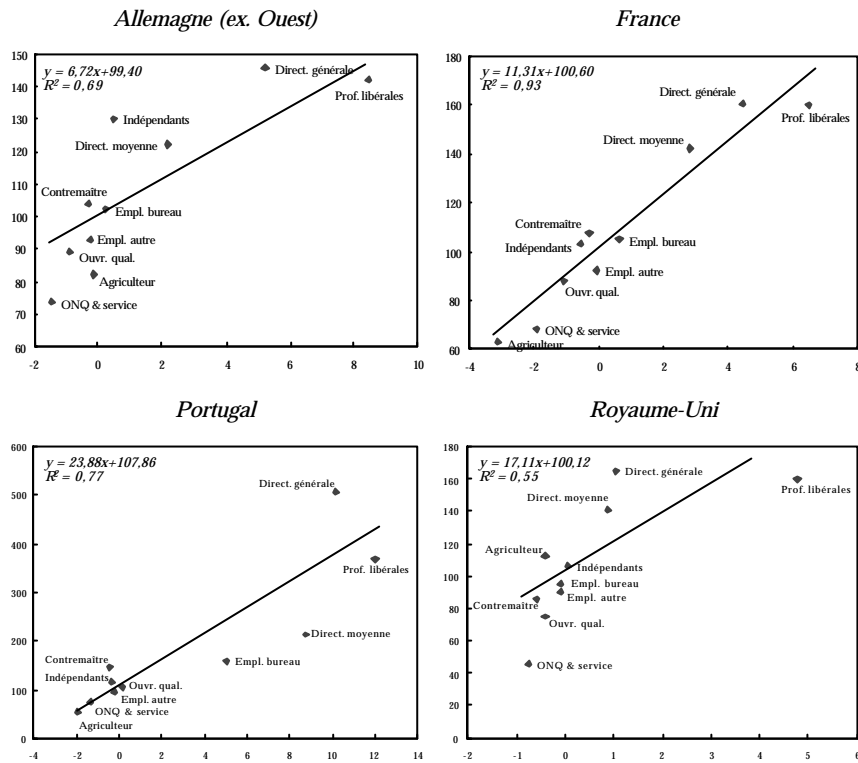 Allemagne (ex. Ouest)
150
140
130
120
110
100
90
80
70
60
-2
0
2
4
6
8
10
y = 6,72x+99,40
R² = 0,69
Direct. générale
Prof. libérales
Indépendants
Direct. moyenne
Contremaître
Empl. bureau
Empl. autre
Ouvr. qual.
Agriculteur
ONQ & service
France
180
160
140
120
100
80
60
-4
-2
0
2
4
6
8
y = 11,31x+100,60
R² = 0,93
Direct. générale
Prof. libérales
Direct. moyenne
Contremaître
Indépendants
Empl. bureau
Empl. autre
Ouvr. qual.
ONQ & service
Agriculteur
Portugal
600
500
400
300
200
100
0
-4
-2
0
2
4
6
8
10
12
14
y = 23,88x+107,86
R² = 0,77
Direct. générale
Prof. libérales
Direct. moyenne
Empl. bureau
Contremaître
Indépendants
Ouvr. qual.
Empl. autre
ONQ & service
Agriculteur
Royaume-Uni
180
160
140
120
100
80
60
40
20
0
-2
-1
0
1
2
3
4
5
6
y = 17,11x+100,12
R² = 0,55
Direct. générale
Prof. libérales
Direct. moyenne
Agriculteur
Indépendants
Empl. bureau
Empl. autre
Contremaître
Ouvr. qual.
ONQ & service